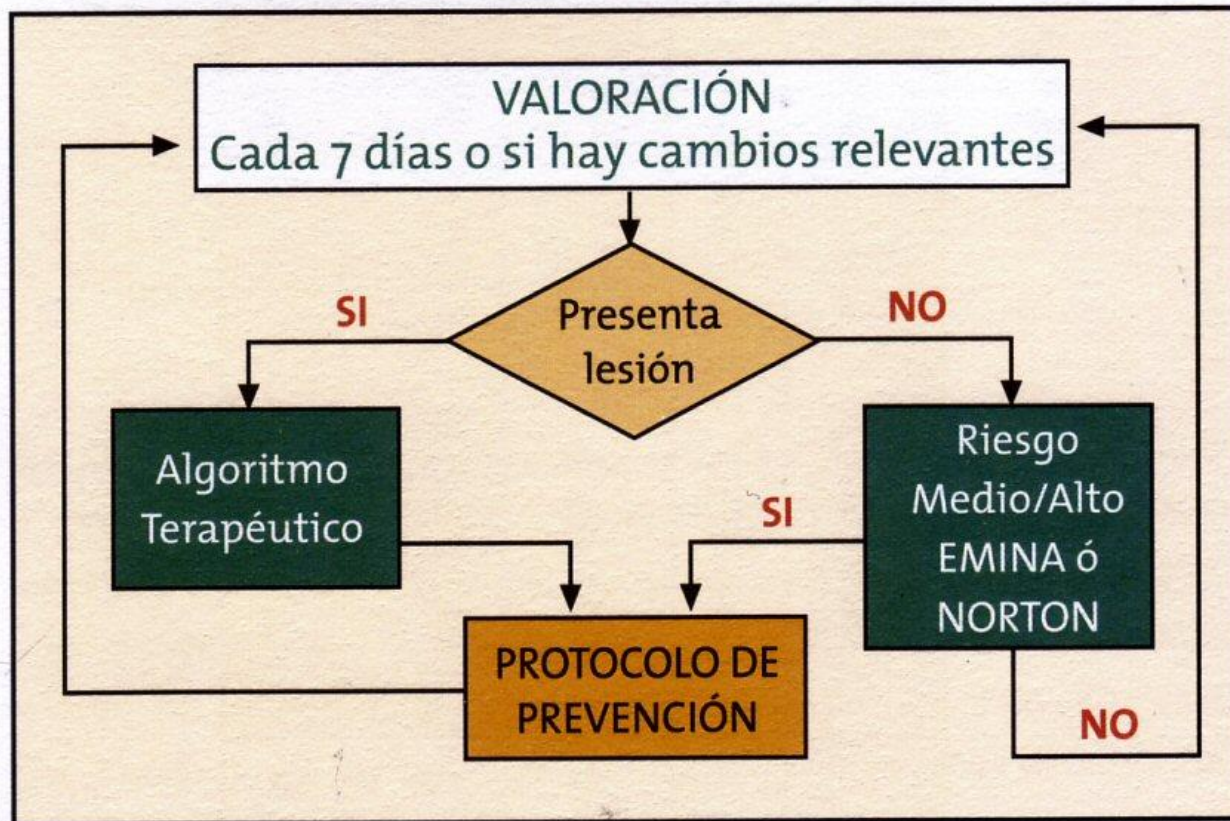 VALORACIÓN
Cada 7 días o si hay cambios relevantes
SI
NO
Presenta
lesión
Algoritmo
Terapéutico
SI
Riesgo
Medio/Alto
EMINA ó
NORTON
PROTOCOLO DE
PREVENCIÓN
NO